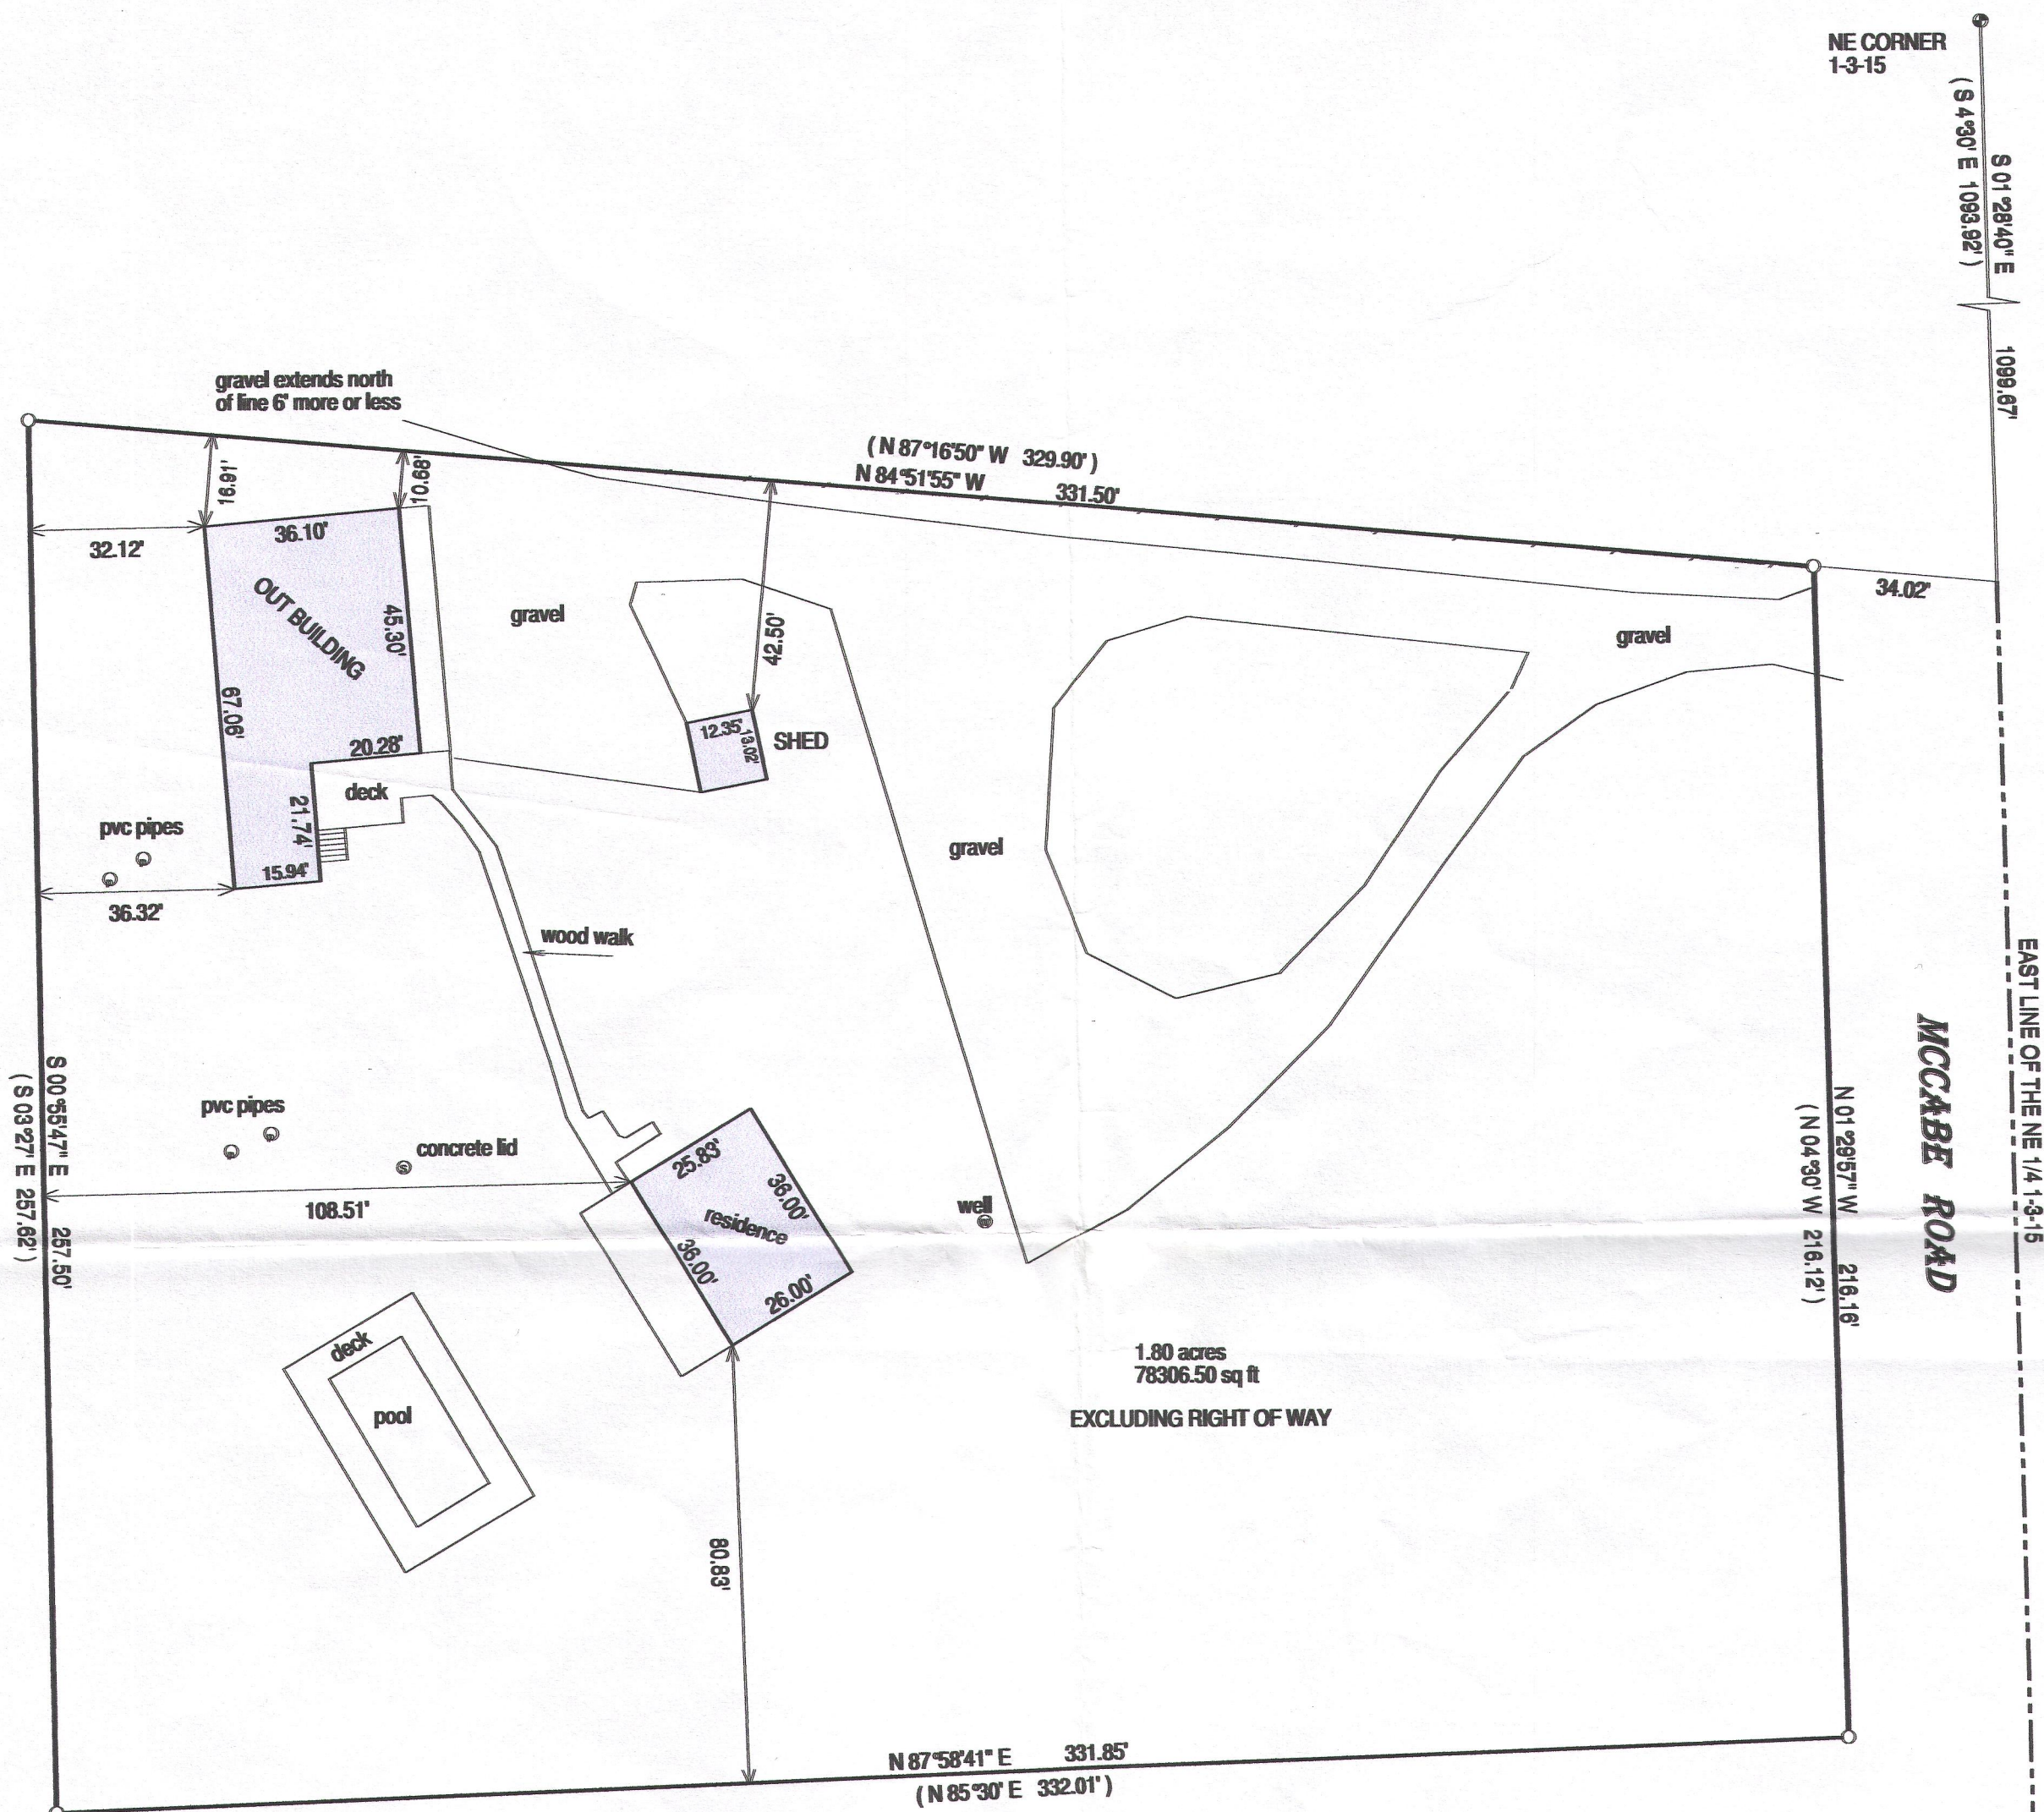 NE CORNER
1-3-15
( S 4°30' E 1093.92' )
S 01°28'40" E
1099.67'
gravel extends north
of line 6' more or less
( N 87°16'50" W 329.90' )
N 84°51'55" W 331.50'
16.91'
10.68'
32.12'
36.10'
34.02'
OUT BUILDING
45.30'
67.06'
20.28'
gravel
42.50'
gravel
12.35'
13.02'
SHED
deck
21.74'
15.94'
pvc pipes
36.32'
gravel
wood walk
EAST LINE OF THE NE 1/4 1-3-15
MCCABE ROAD
N 01°29'57" W 216.16'
( N 04°30' W 216.12' )
S 00°55'47" E 257.50'
( S 03°27' E 257.62' )
pvc pipes
concrete lid
108.51'
25.83'
36.00'
residence
36.00'
26.00'
well
deck
pool
1.80 acres
78306.50 sq ft
EXCLUDING RIGHT OF WAY
80.83'
N 87°58'41" E 331.85'
( N 85°30' E 332.01' )